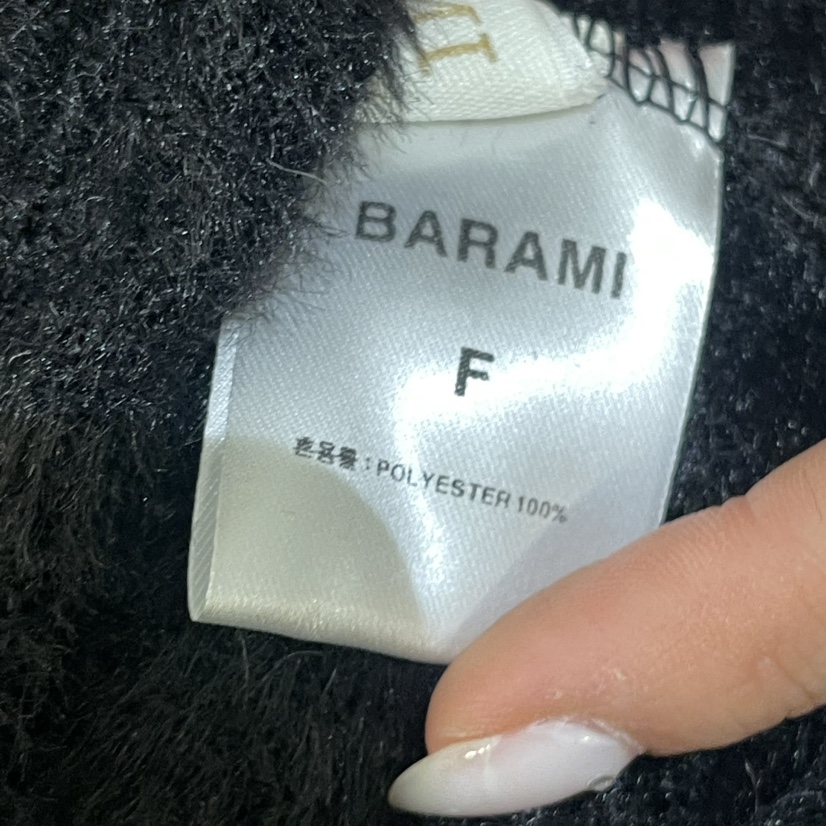 BARAMI
F
혼용률 : POLYESTER 100%